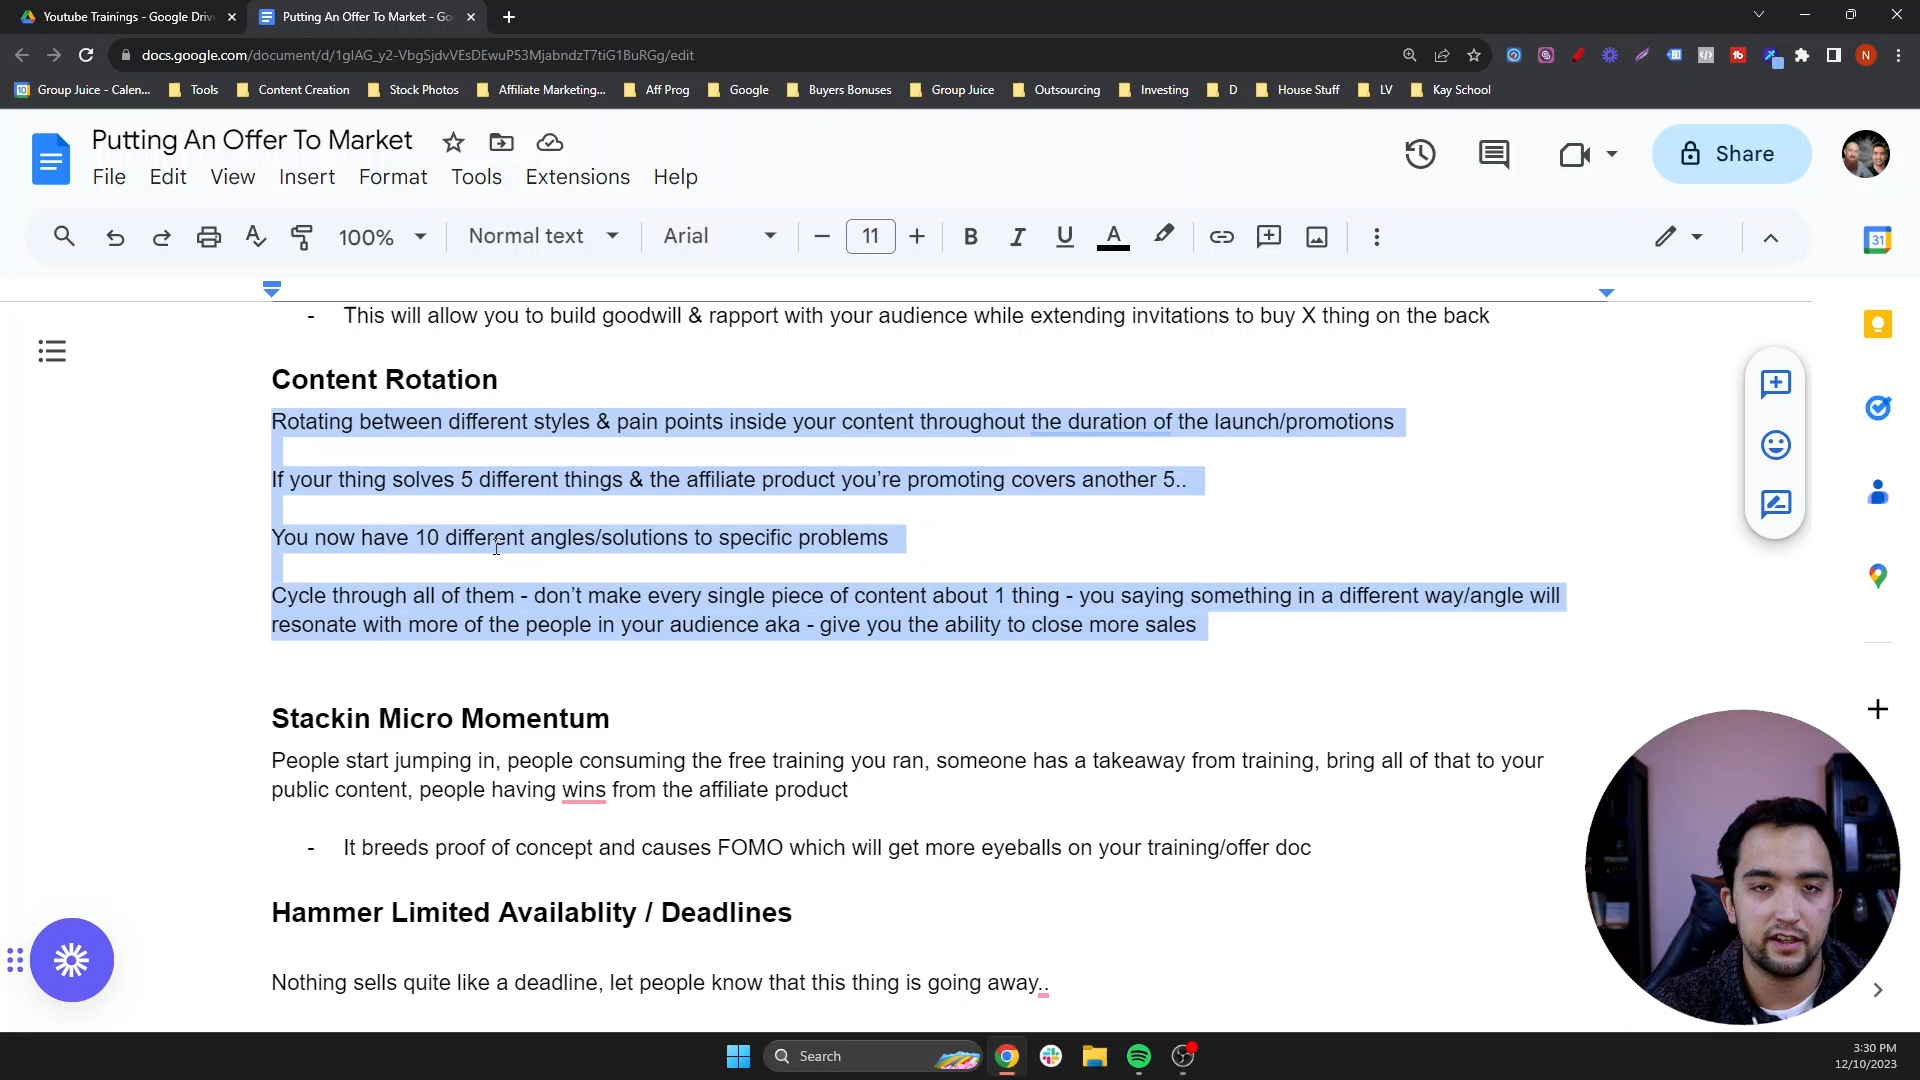 Youtube Trainings - Google Driv
Putting An Offer To Market - Go
docs.google.com/document/d/1glAG_y2-VbgSjdvVEsDEwuP53MjabndzT7tiG1BuRGg/edit
N
Group Juice - Calen...
Tools
Content Creation
Stock Photos
Affiliate Marketing...
Aff Prog
Google
Buyers Bonuses
Group Juice
Outsourcing
Investing
D
House Stuff
LV
Kay School
Putting An Offer To Market
File Edit View Insert Format Tools Extensions Help
Share
100%
Normal text
Arial
11
B I U A
31
- This will allow you to build goodwill & rapport with your audience while extending invitations to buy X thing on the back
Content Rotation
Rotating between different styles & pain points inside your content throughout the duration of the launch/promotions
If your thing solves 5 different things & the affiliate product you’re promoting covers another 5..
You now have 10 different angles/solutions to specific problems
Cycle through all of them - don’t make every single piece of content about 1 thing - you saying something in a different way/angle will
resonate with more of the people in your audience aka - give you the ability to close more sales
Stackin Micro Momentum
People start jumping in, people consuming the free training you ran, someone has a takeaway from training, bring all of that to your
public content, people having wins from the affiliate product
- It breeds proof of concept and causes FOMO which will get more eyeballs on your training/offer doc
Hammer Limited Availablity / Deadlines
Nothing sells quite like a deadline, let people know that this thing is going away..
Search
3:30 PM
12/10/2023